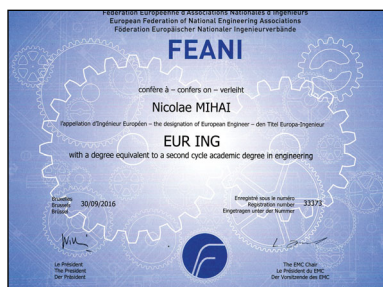 Fédération Européenne d'Associations Nationales d'Ingénieurs
European Federation of National Engineering Associations
Föderation Europäischer Nationaler Ingenieurverbände
FEANI
confère à – confers on – verleiht
Nicolae MIHAI
l'appellation d'Ingénieur Européen – the designation of European Engineer – den Titel Europa-Ingenieur
EUR ING
with a degree equivalent to a second cycle academic degree in engineering
Bruxelles
Brussels 30/09/2016
Brüssel
Enregistré sous le numéro
Registration number 33373
Eingetragen unter der Nummer
Le Président
The President
Der Präsident
The EMC Chair
Le Président du EMC
Der Vorsitzende des EMC